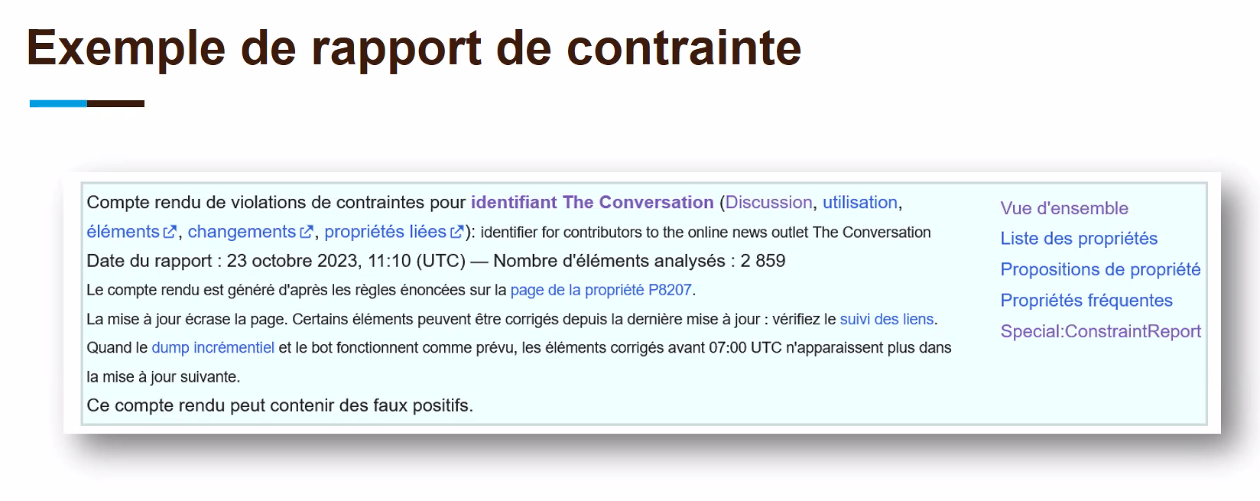 Exemple de rapport de contrainte
Compte rendu de violations de contraintes pour identifiant The Conversation (Discussion, utilisation,
éléments, changements, propriétés liées): identifier for contributors to the online news outlet The Conversation
Date du rapport : 23 octobre 2023, 11:10 (UTC) — Nombre d'éléments analysés : 2 859
Le compte rendu est généré d'après les règles énoncées sur la page de la propriété P8207.
La mise à jour écrase la page. Certains éléments peuvent être corrigés depuis la dernière mise à jour : vérifiez le suivi des liens.
Quand le dump incrémentiel et le bot fonctionnent comme prévu, les éléments corrigés avant 07:00 UTC n'apparaissent plus dans
la mise à jour suivante.
Ce compte rendu peut contenir des faux positifs.
Vue d'ensemble
Liste des propriétés
Propositions de propriété
Propriétés fréquentes
Special:ConstraintReport